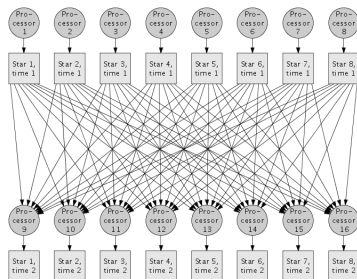 Pro-
cessor
1
Pro-
cessor
2
Pro-
cessor
3
Pro-
cessor
4
Pro-
cessor
5
Pro-
cessor
6
Pro-
cessor
7
Pro-
cessor
8
Star 1,
time 1
Star 2,
time 1
Star 3,
time 1
Star 4,
time 1
Star 5,
time 1
Star 6,
time 1
Star 7,
time 1
Star 8,
time 1
Pro-
cessor
9
Pro-
cessor
10
Pro-
cessor
11
Pro-
cessor
12
Pro-
cessor
13
Pro-
cessor
14
Pro-
cessor
15
Pro-
cessor
16
Star 1,
time 2
Star 2,
time 2
Star 3,
time 2
Star 4,
time 2
Star 5,
time 2
Star 6,
time 2
Star 7,
time 2
Star 8,
time 2